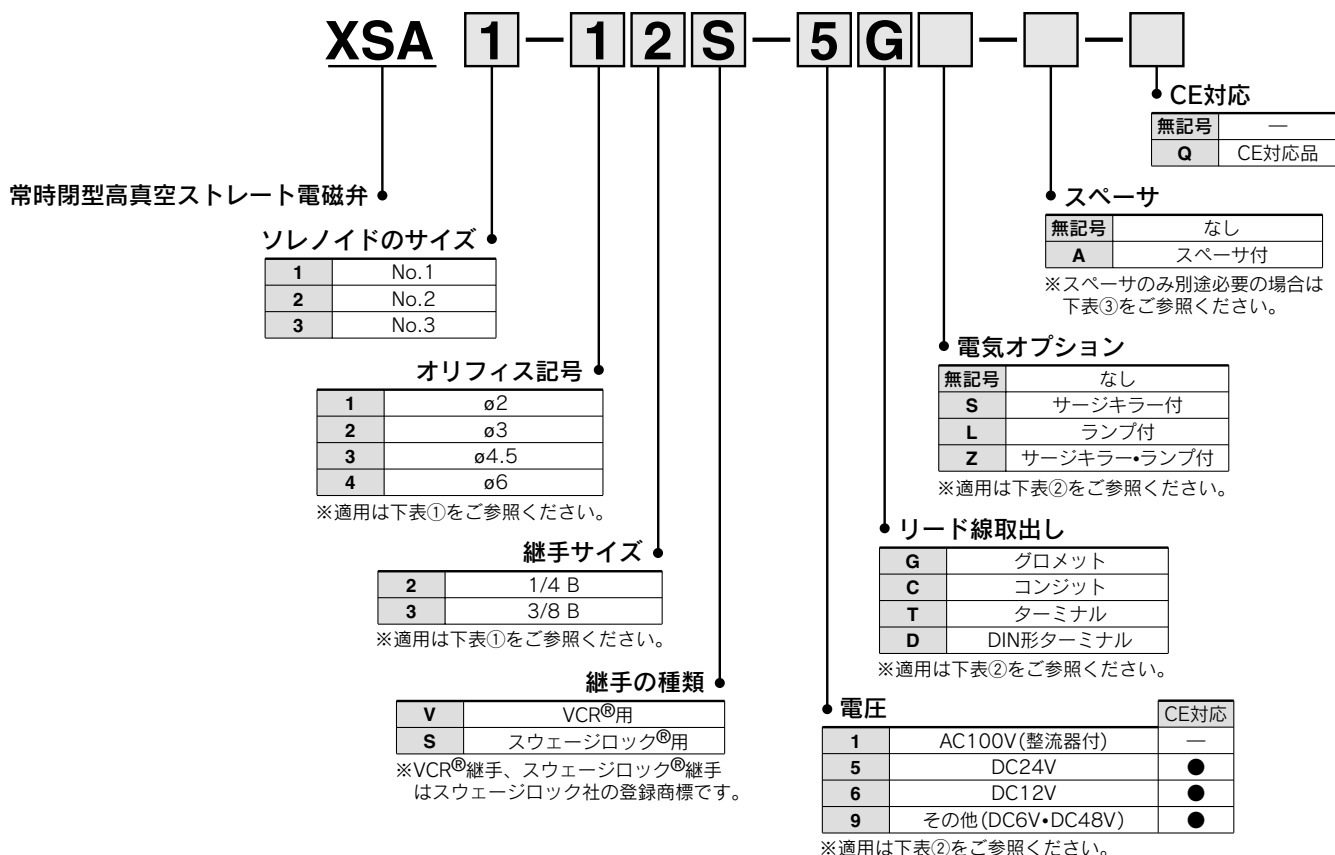 XSA 1-12S-5G□-□-□
CE対応
無記号 —
Q CE対応品
常時閉型高真空ストレート電磁弁
スペーサ
無記号 なし
A スペーサ付
※スペーサのみ別途必要の場合は
下表③をご参照ください。
ソレノイドのサイズ
1 No.1
2 No.2
3 No.3
電気オプション
無記号 なし
S サージキラー付
L ランプ付
Z サージキラー•ランプ付
※適用は下表②をご参照ください。
オリフィス記号
1 ø2
2 ø3
3 ø4.5
4 ø6
※適用は下表①をご参照ください。
リード線取出し
G グロメット
C コンジット
T ターミナル
D DIN形ターミナル
※適用は下表②をご参照ください。
継手サイズ
2 1/4 B
3 3/8 B
※適用は下表①をご参照ください。
継手の種類
V VCR®用
S スウェージロック®用
※VCR®継手、スウェージロック®継手
はスウェージロック社の登録商標です。
電圧 CE対応
1 AC100V(整流器付) —
5 DC24V ●
6 DC12V ●
9 その他(DC6V•DC48V) ●
※適用は下表②をご参照ください。